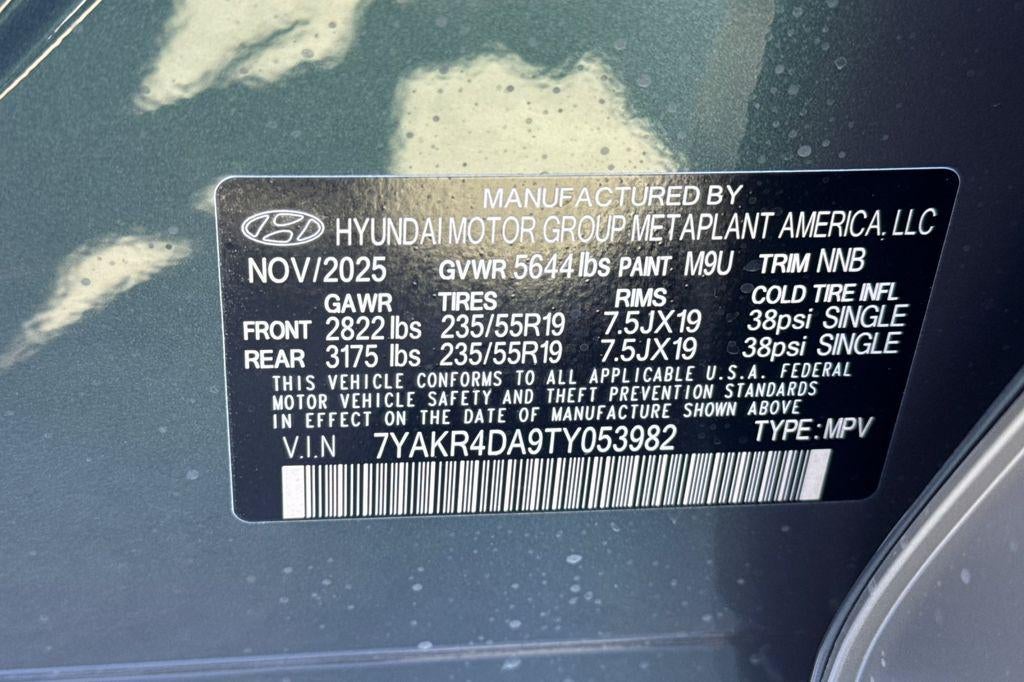 MANUFACTURED BY
HYUNDAI MOTOR GROUP METAPLANT AMERICA, LLC
NOV/2025 GVWR 5644lbs PAINT M9U TRIM NNB
GAWR TIRES RIMS COLD TIRE INFL
FRONT 2822 lbs 235/55R19 7.5JX19 38psi SINGLE
REAR 3175 lbs 235/55R19 7.5JX19 38psi SINGLE
THIS VEHICLE CONFORMS TO ALL APPLICABLE U.S.A. FEDERAL
MOTOR VEHICLE SAFETY AND THEFT PREVENTION STANDARDS
IN EFFECT ON THE DATE OF MANUFACTURE SHOWN ABOVE
V.I.N 7YAKR4DA9TY053982 TYPE: MPV